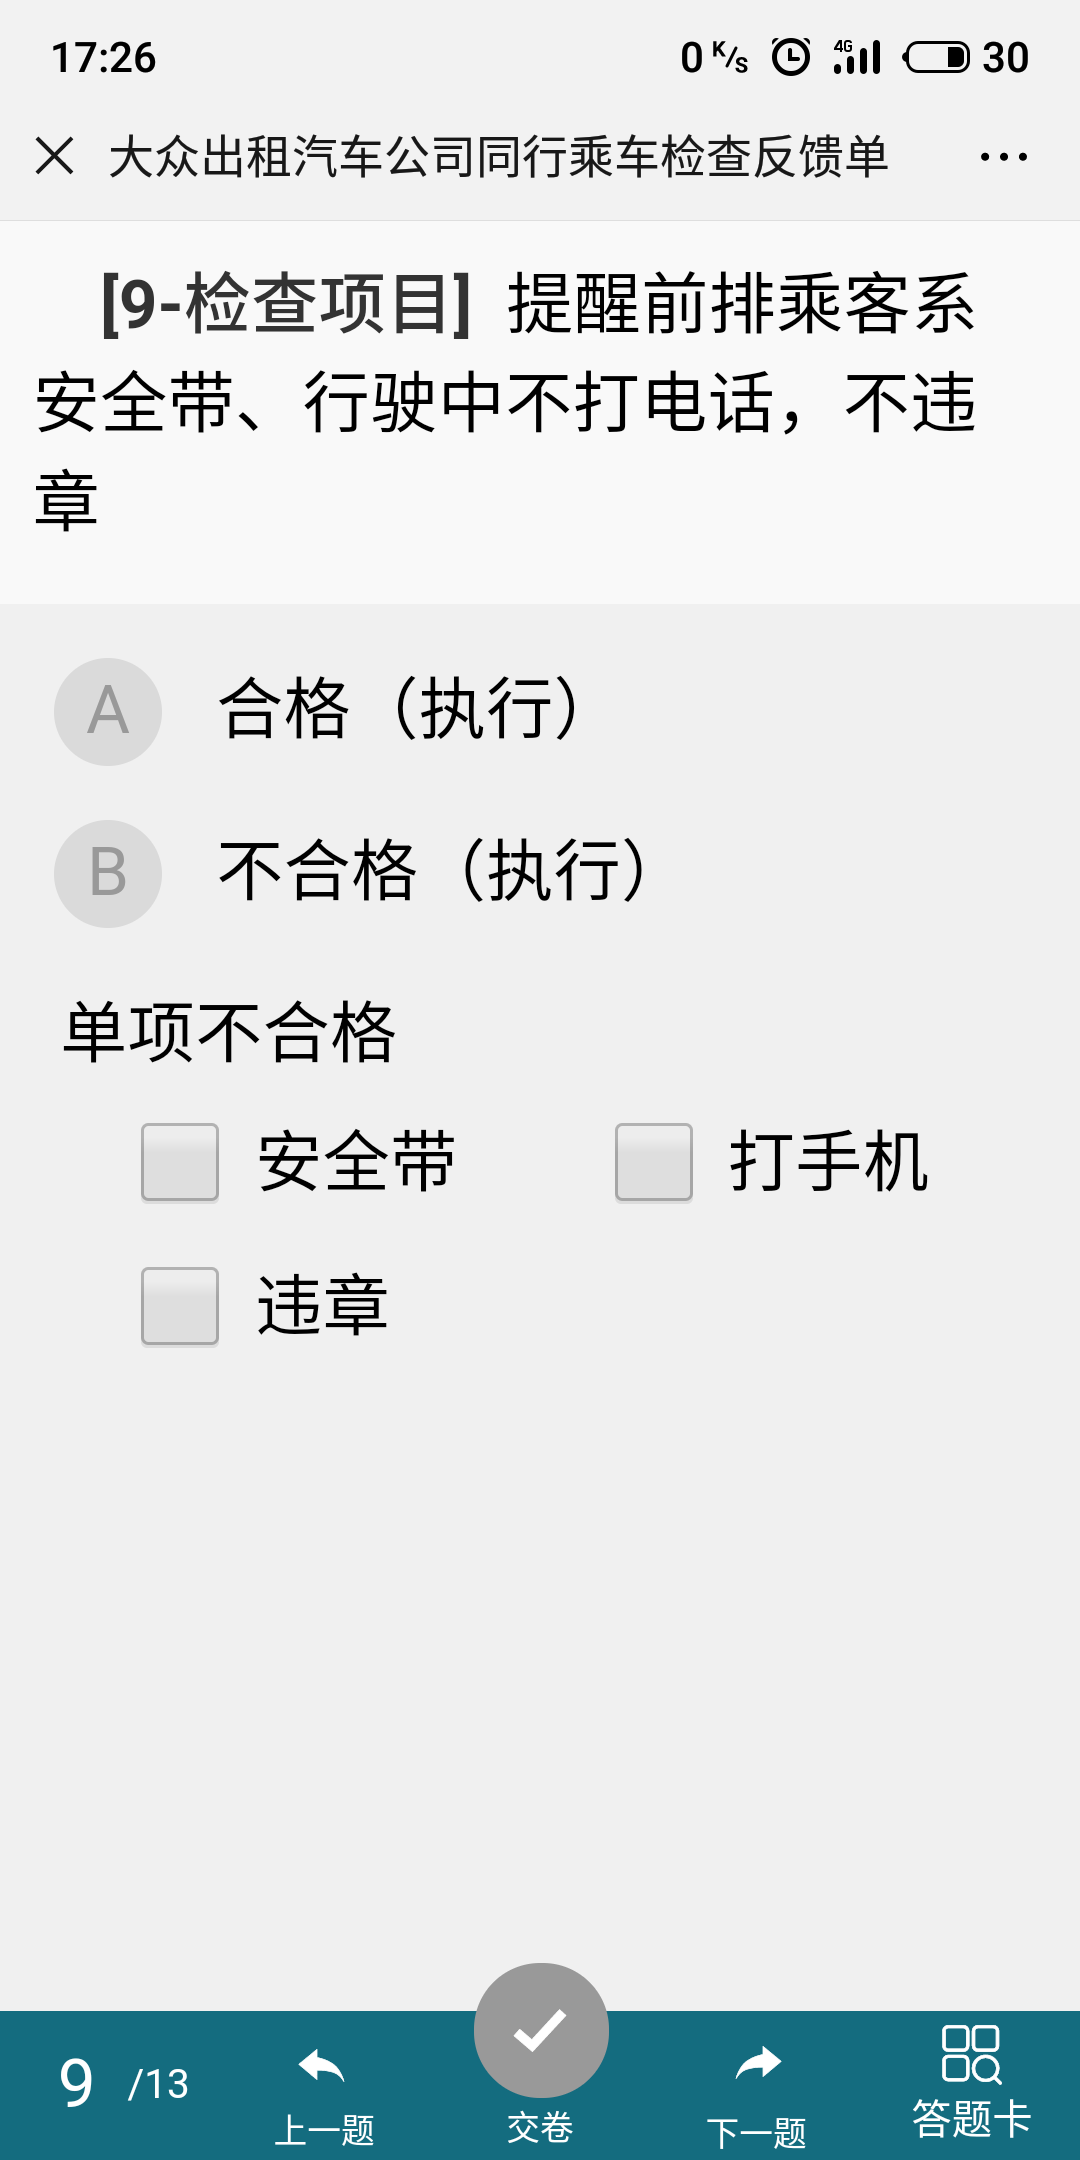 17:26
0 K/s 4G 30
大众出租汽车公司同行乘车检查反馈单
[9-检查项目] 提醒前排乘客系
安全带、行驶中不打电话，不违
章
A 合格（执行）
B 不合格（执行）
单项不合格
安全带 打手机
违章
9 /13 上一题 交卷 下一题 答题卡